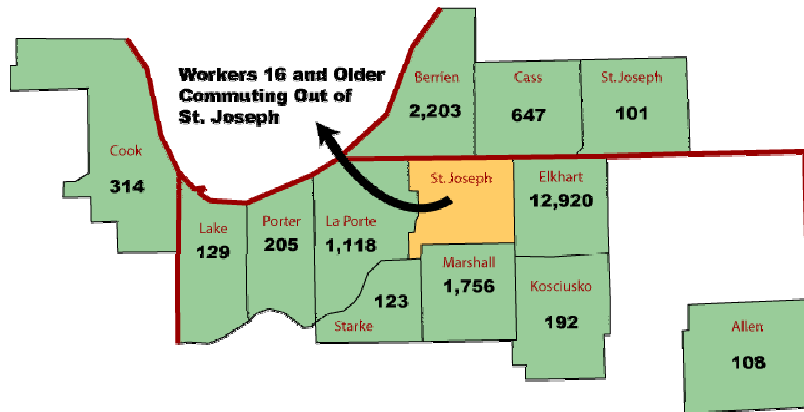 Workers 16 and Older
Commuting Out of
St. Joseph
Berrien
2,203
Cass
647
St. Joseph
101
Cook
314
Lake
129
Porter
205
La Porte
1,118
St. Joseph
Elkhart
12,920
Marshall
1,756
123
Starke
Kosciusko
192
Allen
108